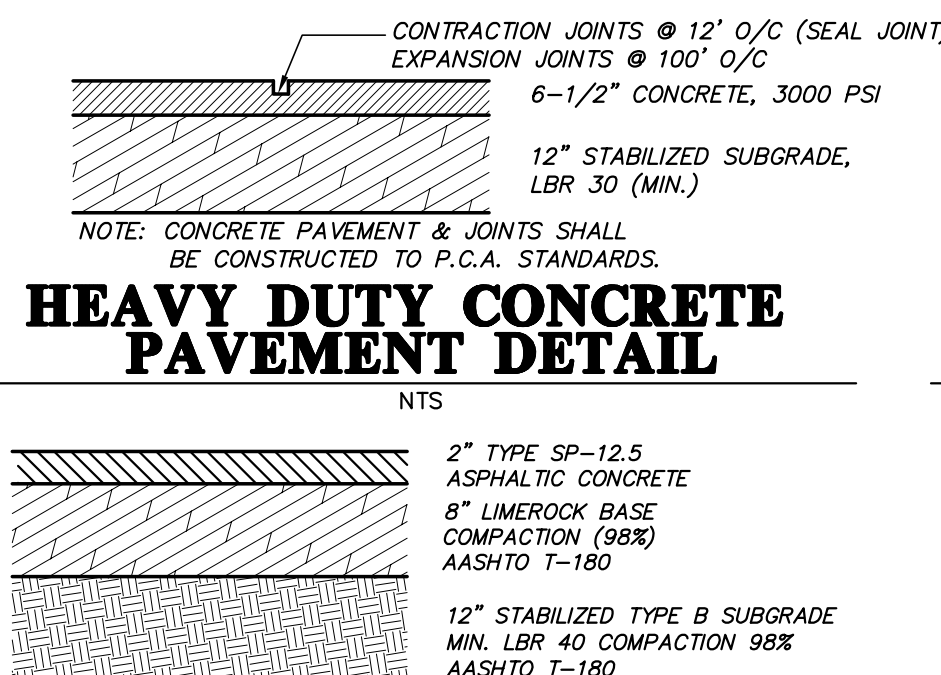 CONTRACTION JOINTS @ 12' O/C (SEAL JOINT)
EXPANSION JOINTS @ 100' O/C
6-1/2" CONCRETE, 3000 PSI
12" STABILIZED SUBGRADE,
LBR 30 (MIN.)
NOTE: CONCRETE PAVEMENT & JOINTS SHALL
BE CONSTRUCTED TO P.C.A. STANDARDS.
HEAVY DUTY CONCRETE
PAVEMENT DETAIL
NTS
2" TYPE SP-12.5
ASPHALTIC CONCRETE
8" LIMEROCK BASE
COMPACTION (98%)
AASHTO T-180
12" STABILIZED TYPE B SUBGRADE
MIN. LBR 40 COMPACTION 98%
AASHTO T-180